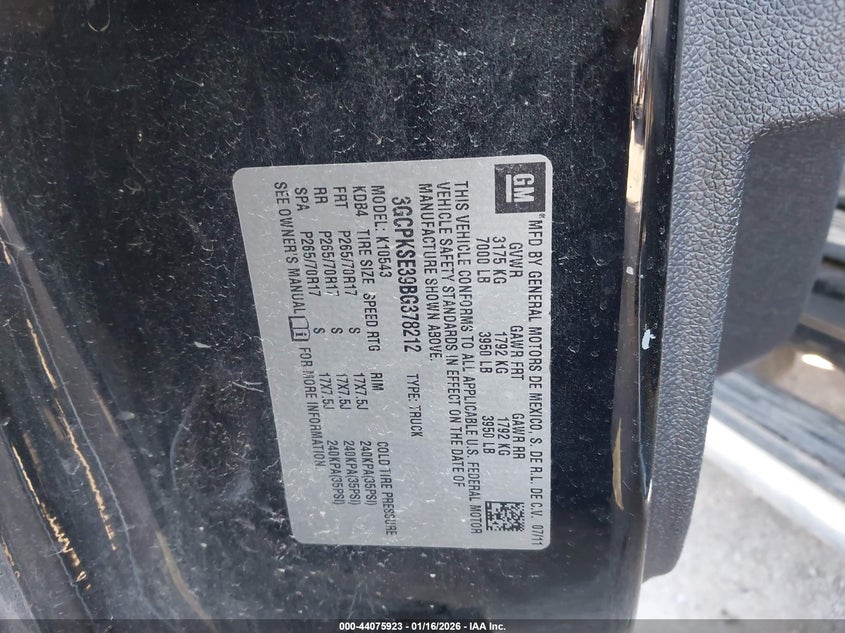 GM
® MFD BY GENERAL MOTORS DE MEXICO S. DE R.L. DE C.V. 07/11
GVWR GAWR FRT GAWR RR
3175 KG 1792 KG 1792 KG
7000 LB 3950 LB 3950 LB
THIS VEHICLE CONFORMS TO ALL APPLICABLE U.S. FEDERAL MOTOR
VEHICLE SAFETY STANDARDS IN EFFECT ON THE DATE OF
MANUFACTURE SHOWN ABOVE.
3GCPKSE39BG378212 TYPE: TRUCK
MODEL: K10543
KDB4 TIRE SIZE SPEED RTG RIM COLD TIRE PRESSURE
FRT P265/70R17 S 17X7.5J 240KPA(35PSI)
RR P265/70R17 S 17X7.5J 240KPA(35PSI)
SPA P265/70R17 S 17X7.5J 240KPA(35PSI)
SEE OWNER'S MANUAL FOR MORE INFORMATION
000-44075923 - 01/16/2026 - IAA Inc.